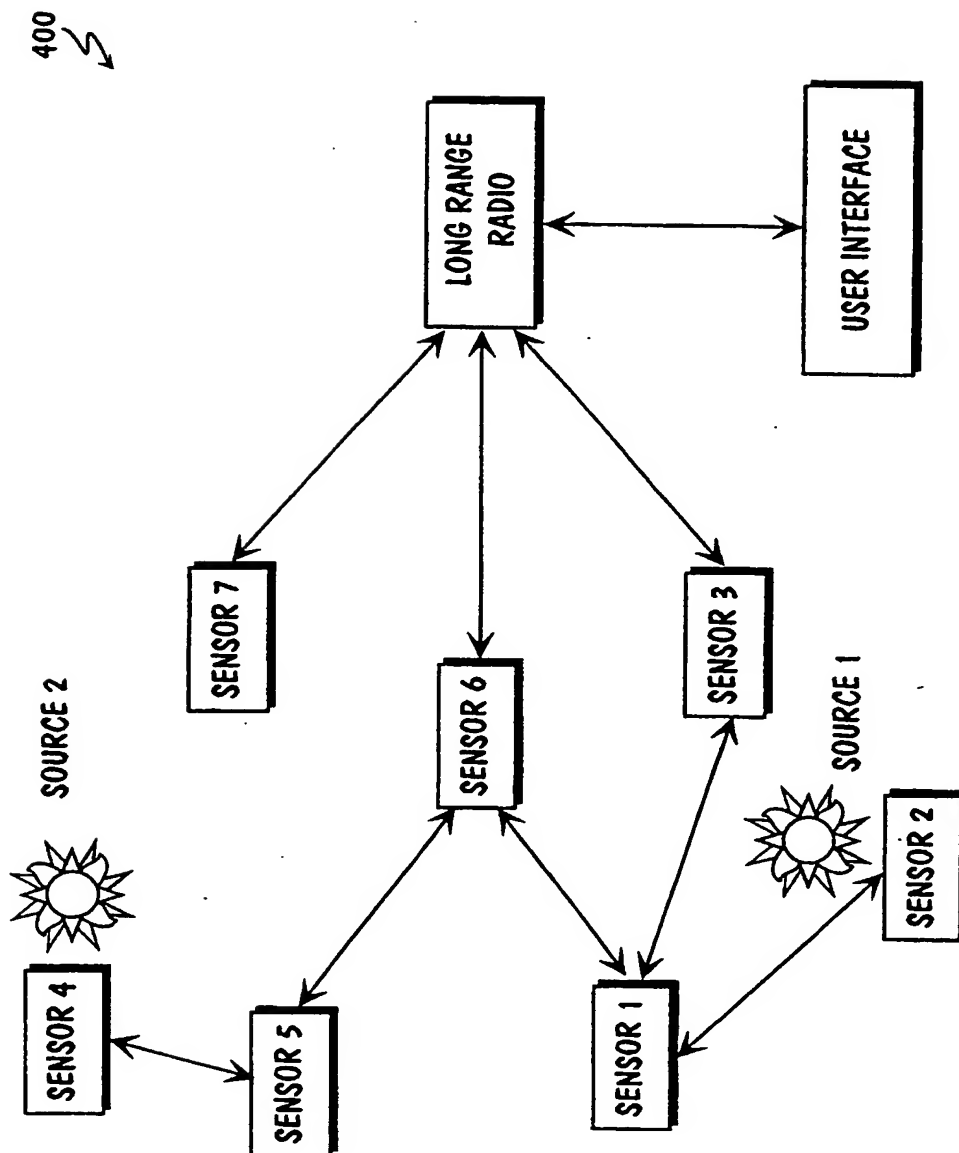 400
SOURCE 2
SENSOR 4
SENSOR 5
SENSOR 7
SENSOR 6
LONG RANGE
RADIO
SENSOR 1
SENSOR 3
SOURCE 1
SENSOR 2
USER INTERFACE